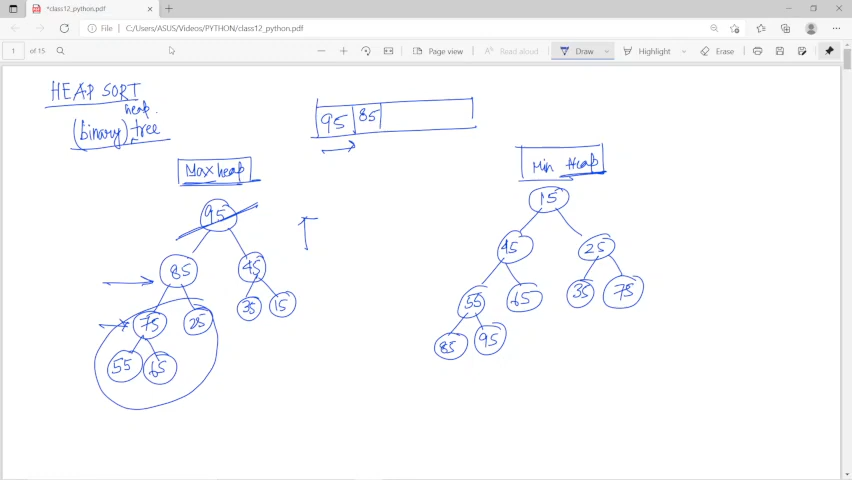 *class12_python.pdf
File C:/Users/ASUS/Videos/PYTHON/class12_python.pdf
1 of 15 Page view Read aloud Draw Highlight Erase
HEAP SORT
heap
(binary) tree
95 85
Max heap
95
85 45
75 25 35 15
55 65
Min Heap
15
45 25
55 65 35 75
85 95